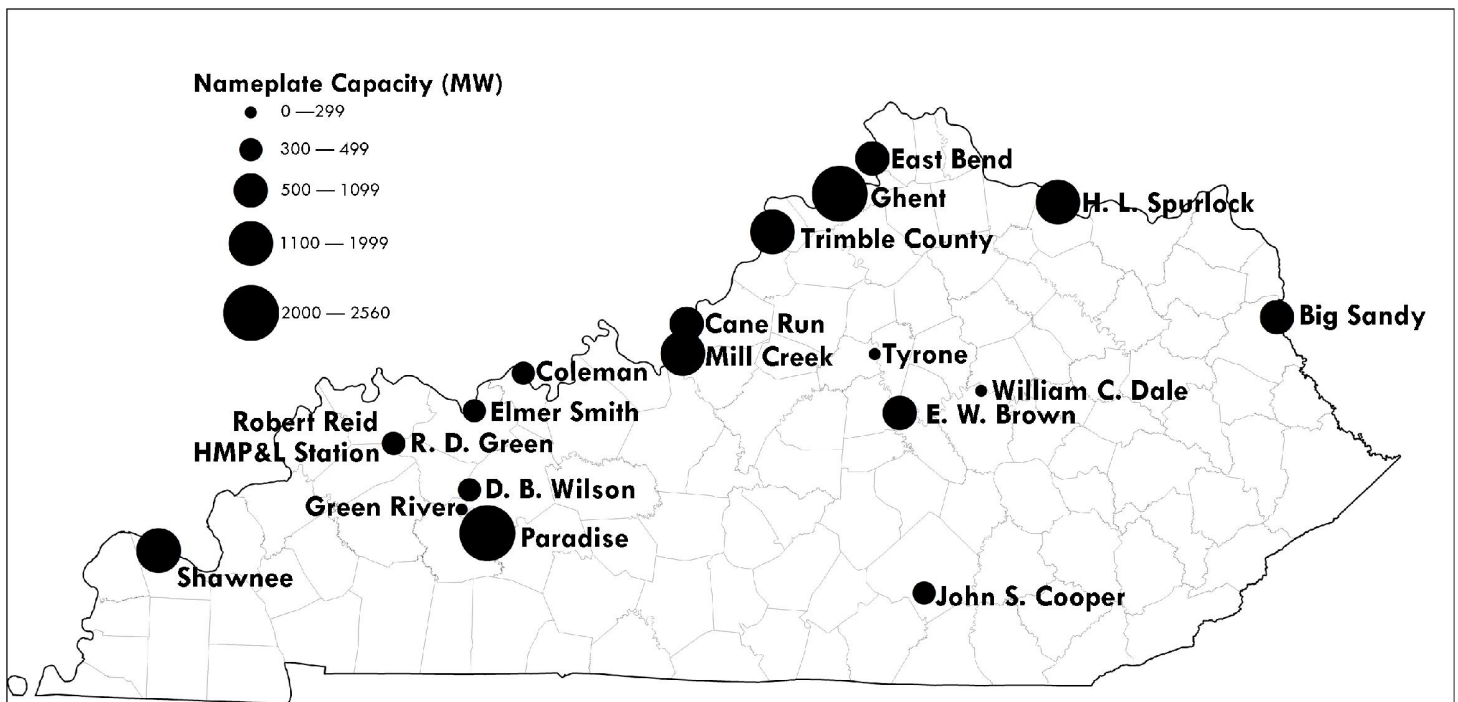 Nameplate Capacity (MW)
0 — 299
300 — 499
500 — 1099
1100 — 1999
2000 — 2560
East Bend
Ghent
H. L. Spurlock
Trimble County
Big Sandy
Cane Run
Mill Creek
Tyrone
Coleman
William C. Dale
Elmer Smith
E. W. Brown
Robert Reid
HMP&L Station
R. D. Green
D. B. Wilson
Green River
Paradise
Shawnee
John S. Cooper